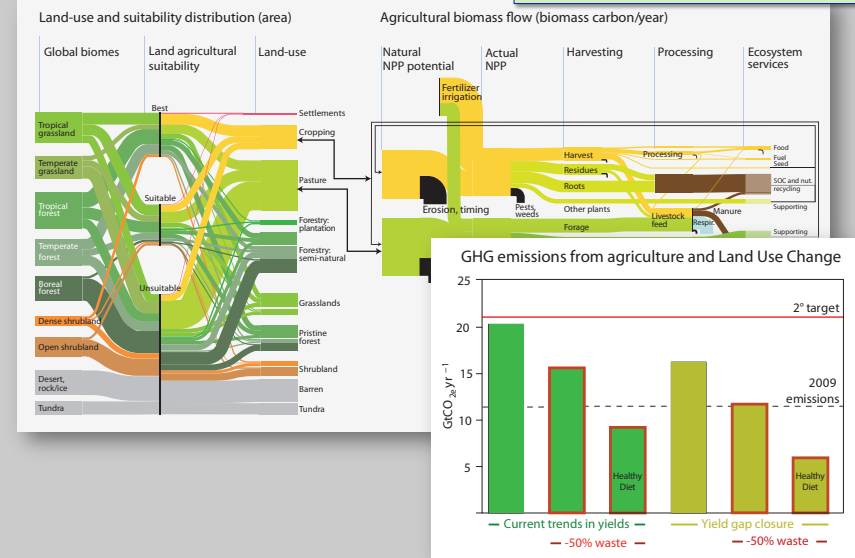 Land-use and suitability distribution (area)
Agricultural biomass flow (biomass carbon/year)
Global biomes
Land agricultural
suitability
Land-use
Natural
NPP potential
Actual
NPP
Harvesting
Processing
Ecosystem
services
Tropical
grassland
Temperate
grassland
Tropical
forest
Temperate
forest
Boreal
forest
Dense shrubland
Open shrubland
Desert,
rock/ice
Tundra
Best
Suitable
Unsuitable
Settlements
Cropping
Pasture
Forestry:
plantation
Forestry:
semi-natural
Grasslands
Pristine
forest
Shrubland
Barren
Tundra
Fertilizer
irrigation
Erosion, timing
Pests,
weeds
Harvest
Residues
Roots
Other plants
Forage
Processing
Livestock
feed
Respir.
Manure
Food
Fuel
Seed
SOC and nut.
recycling
Supporting
Supporting
GHG emissions from agriculture and Land Use Change
GtCO2e yr −1
25
20
15
10
5
2° target
2009
emissions
Healthy
Diet
Healthy
Diet
Current trends in yields
Yield gap closure
-50% waste
-50% waste